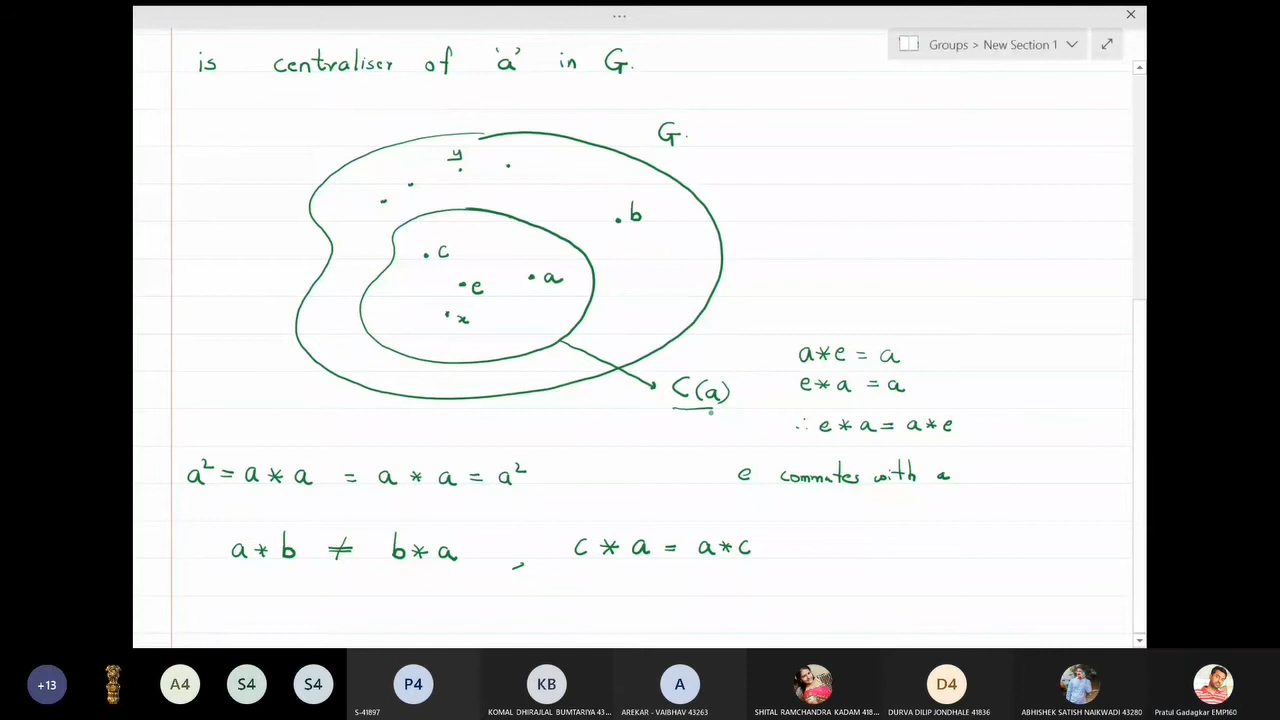 Groups > New Section 1
is centraliser of 'a' in G.
G.
y
b
c
a
e
x
C(a)
a*e = a
e*a = a
∴ e*a = a*e
a² = a*a = a*a = a²
e commutes with a
a*b ≠ b*a , c*a = a*c
+13 A4 S4 S4 P4 KB A D4
S-41897 KOMAL DHIRAJLAL BUMTARIYA 43... AREKAR - VAIBHAV 43263 SHITAL RAMCHANDRA KADAM 418... DURVA DILIP JONDHALE 41836 ABHISHEK SATISH NAIKWADI 43280 Pratul Gadagkar EMP160